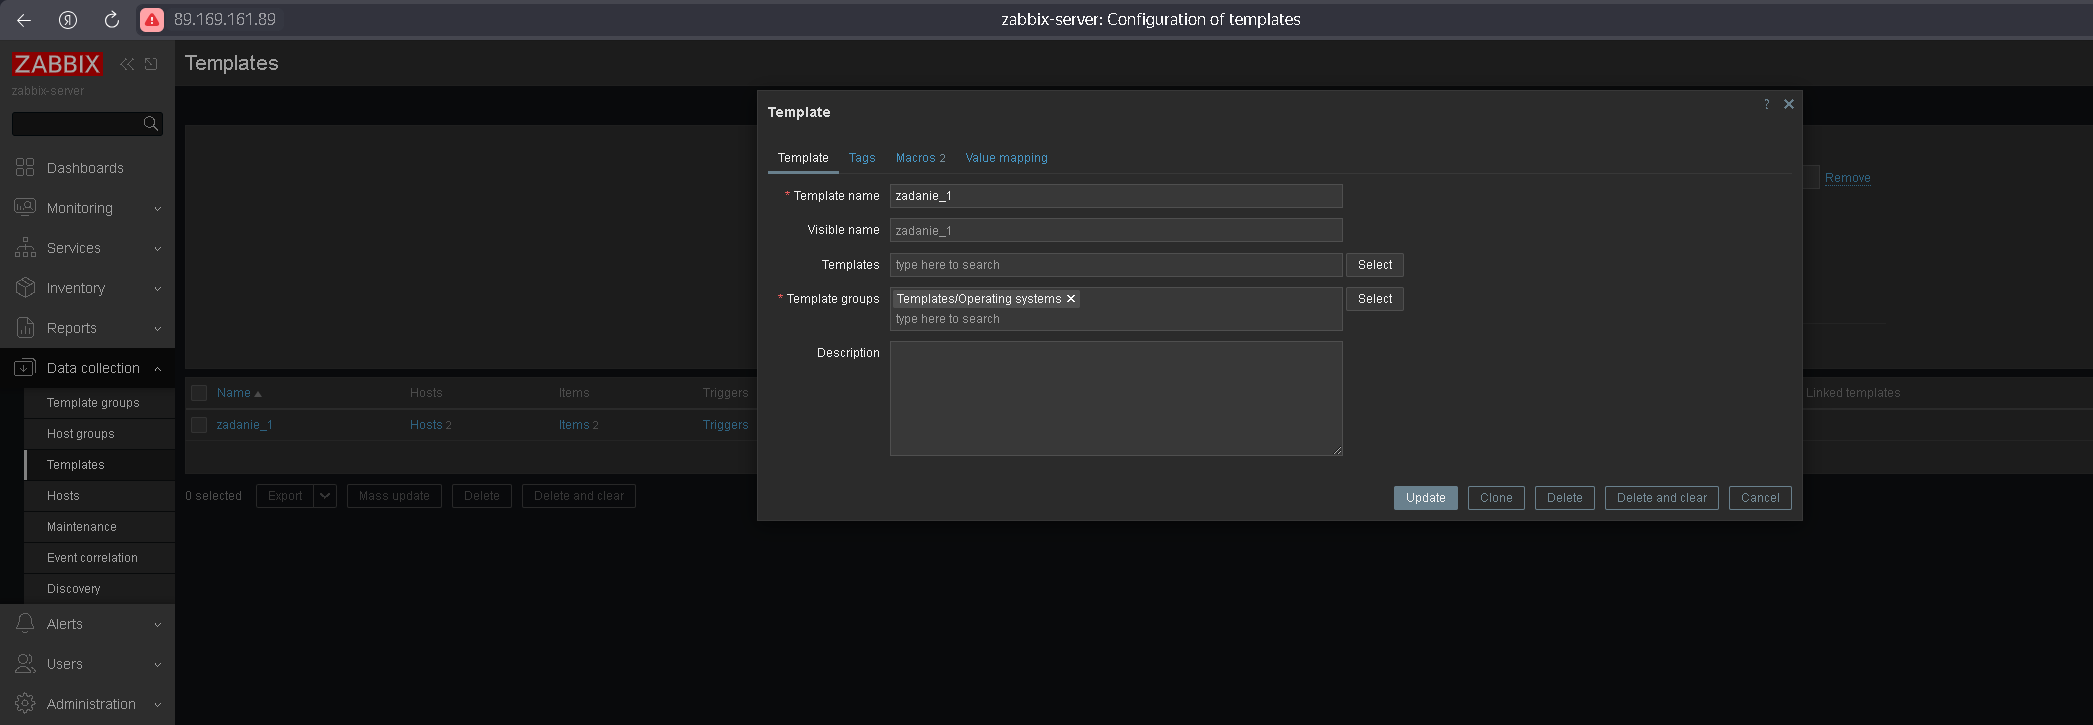 89.169.161.89
zabbix-server: Configuration of templates
ZABBIX
zabbix-server
Dashboards
Monitoring
Services
Inventory
Reports
Data collection
Template groups
Host groups
Templates
Hosts
Maintenance
Event correlation
Discovery
Alerts
Users
Administration
Templates
Remove
Name Hosts Items Triggers Linked templates
zadanie_1 Hosts 2 Items 2 Triggers
0 selected Export Mass update Delete Delete and clear
Template
?
Template Tags Macros 2 Value mapping
* Template name zadanie_1
Visible name zadanie_1
Templates type here to search Select
* Template groups Templates/Operating systems Select
type here to search
Description
Update Clone Delete Delete and clear Cancel